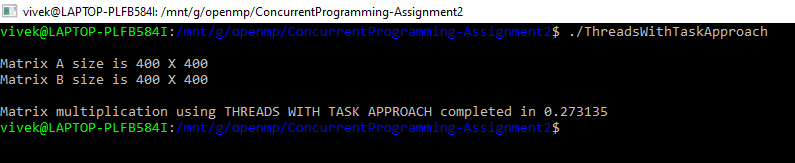 vivek@LAPTOP-PLFB584I: /mnt/g/openmp/ConcurrentProgramming-Assignment2
vivek@LAPTOP-PLFB584I:/mnt/g/openmp/ConcurrentProgramming-Assignment2$ ./ThreadsWithTaskApproach
Matrix A size is 400 X 400
Matrix B size is 400 X 400
Matrix multiplication using THREADS WITH TASK APPROACH completed in 0.273135
vivek@LAPTOP-PLFB584I:/mnt/g/openmp/ConcurrentProgramming-Assignment2$